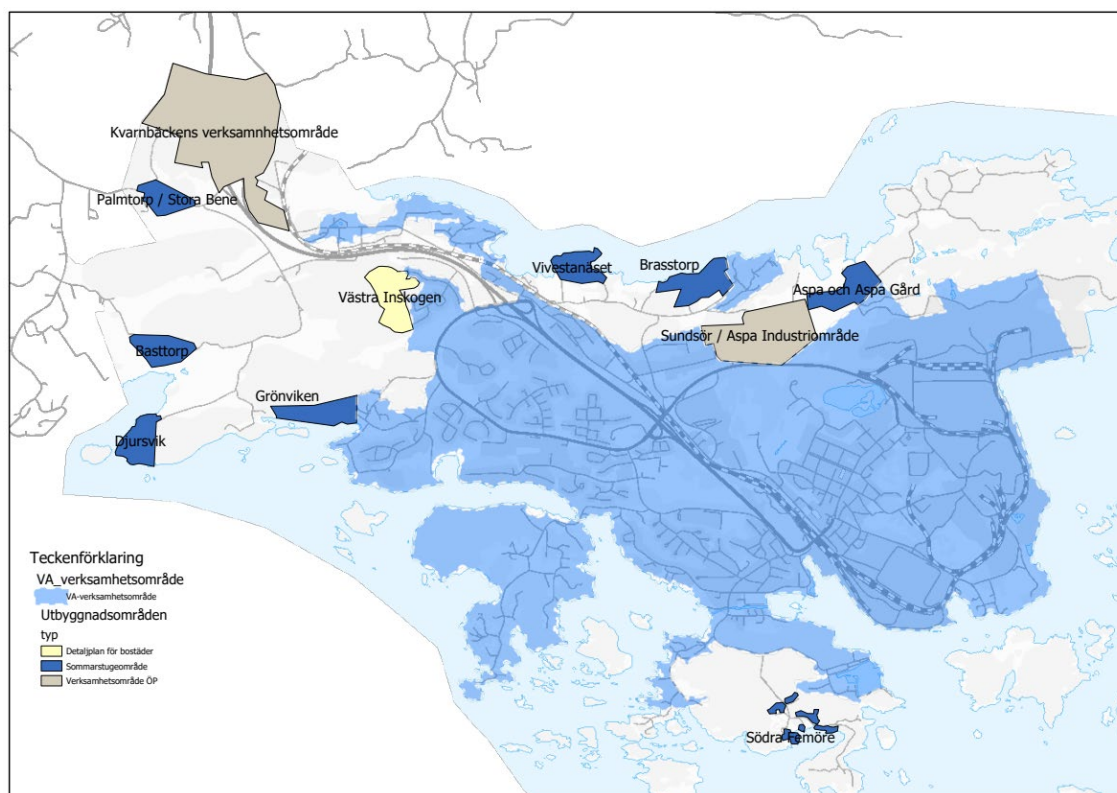 Kvarnbäckens verksamnhetsområde
Palmtorp / Stora Bene
Vivestanäset
Brasstorp
Aspa och Aspa Gård
Västra Inskogen
Sundsör / Aspa Industriområde
Basttorp
Grönviken
Djursvik
Södra Femöre
Teckenförklaring
VA_verksamhetsområde
VA-verksamhetsområde
Utbyggnadsområden
typ
Detaljplan för bostäder
Sommarstugeområde
Verksamhetsområde ÖP